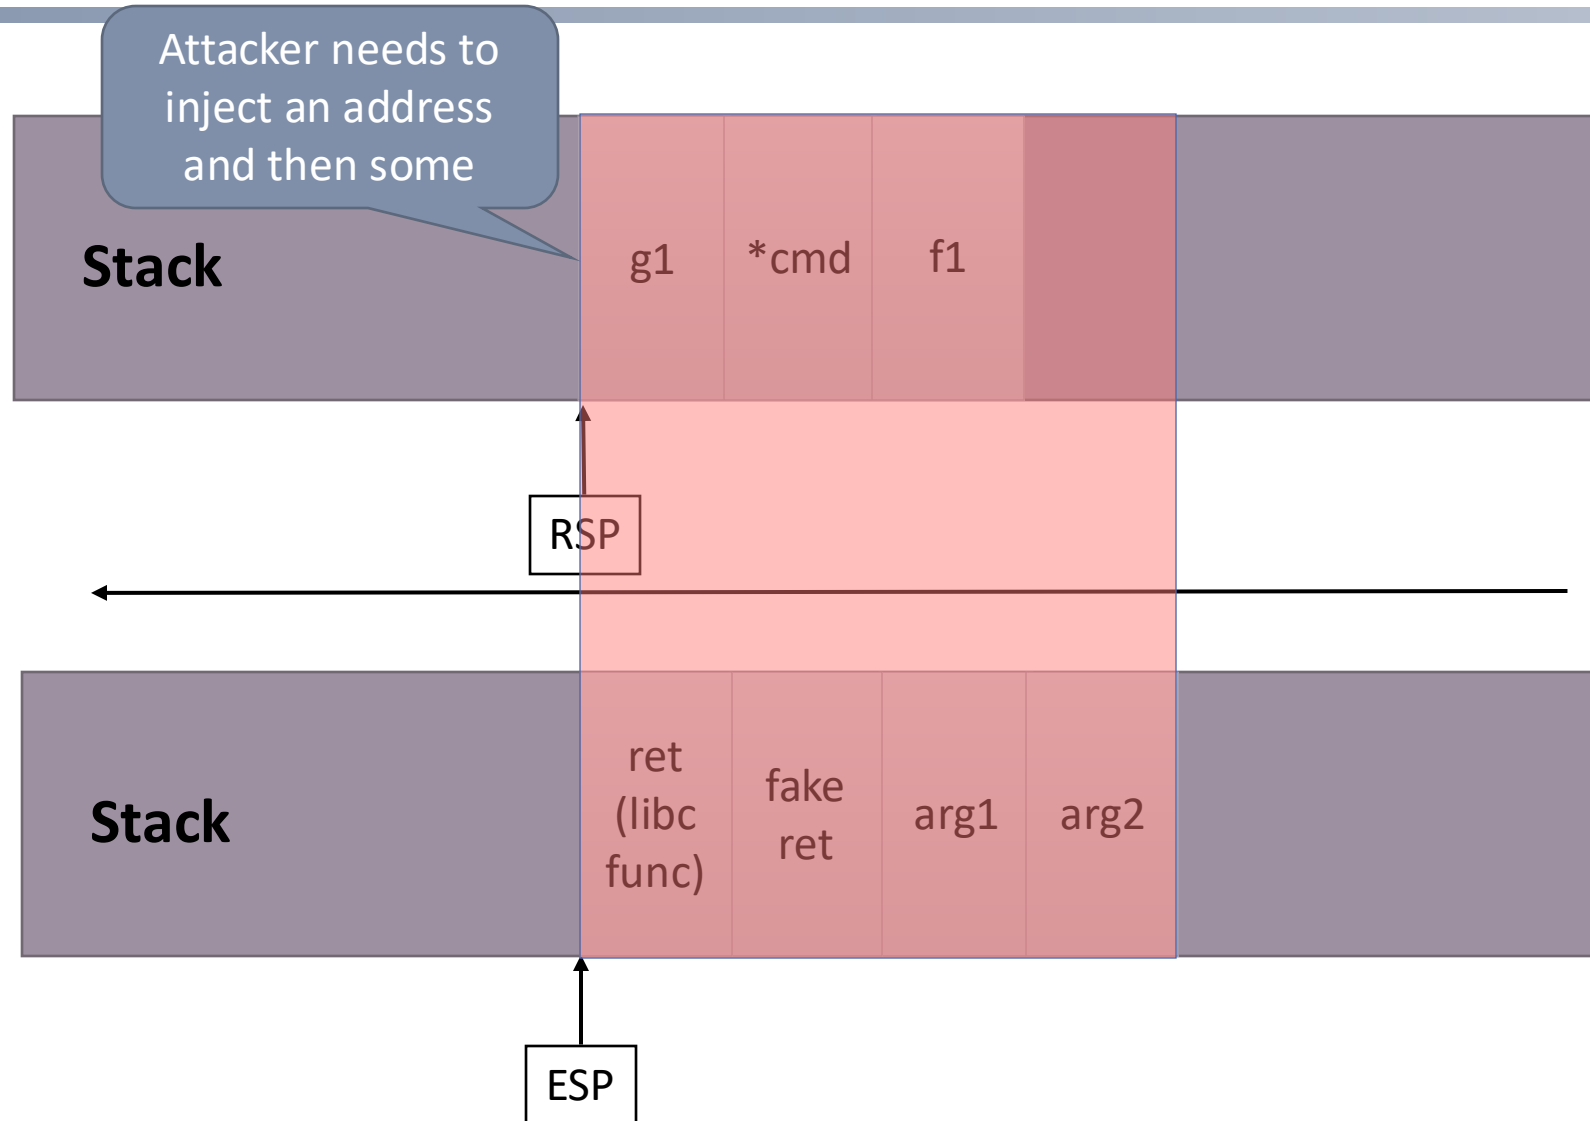 Attacker needs to
inject an address
and then some
Stack
g1
*cmd
f1
RSP
Stack
ret
(libc
func)
fake
ret
arg1
arg2
ESP